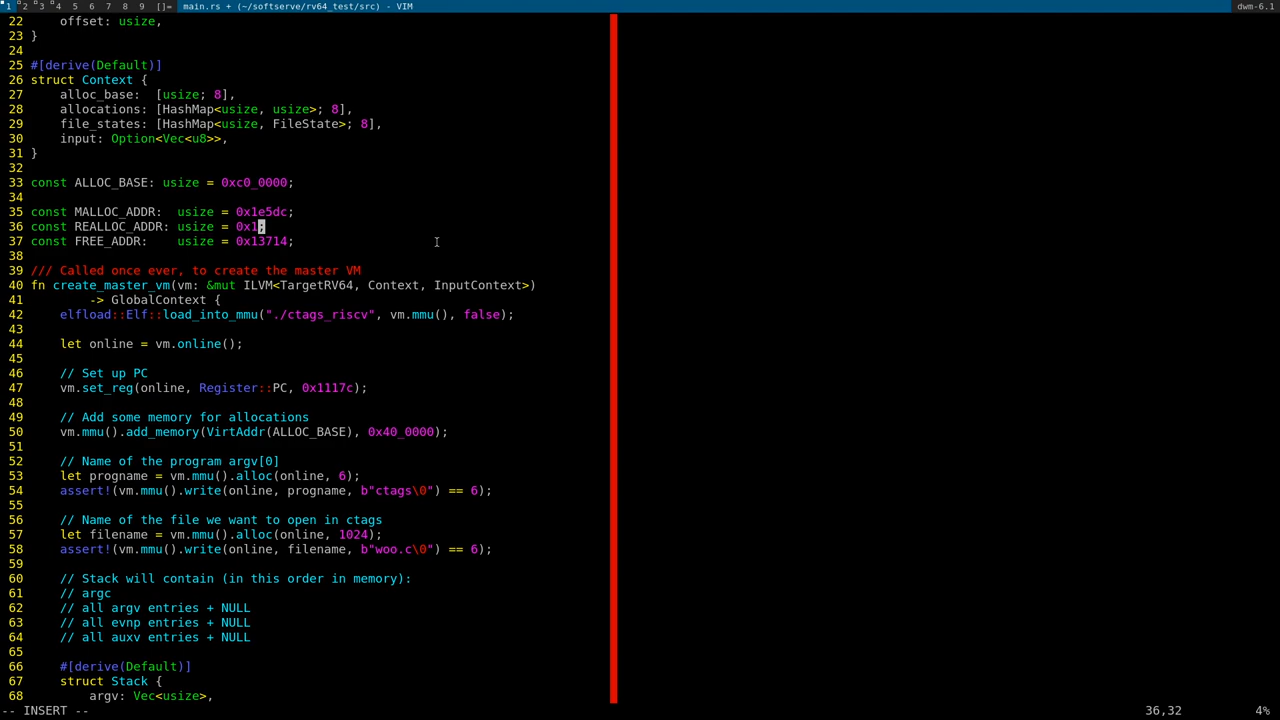 1 2 3 4 5 6 7 8 9 []= main.rs + (~/softserve/rv64_test/src) - VIM dwm-6.1
22     offset: usize,
23 }
24
25 #[derive(Default)]
26 struct Context {
27     alloc_base:  [usize; 8],
28     allocations: [HashMap<usize, usize>; 8],
29     file_states: [HashMap<usize, FileState>; 8],
30     input: Option<Vec<u8>>,
31 }
32
33 const ALLOC_BASE: usize = 0xc0_0000;
34
35 const MALLOC_ADDR:  usize = 0x1e5dc;
36 const REALLOC_ADDR: usize = 0x1;
37 const FREE_ADDR:    usize = 0x13714;
38
39 /// Called once ever, to create the master VM
40 fn create_master_vm(vm: &mut ILVM<TargetRV64, Context, InputContext>)
41         -> GlobalContext {
42     elfload::Elf::load_into_mmu("./ctags_riscv", vm.mmu(), false);
43
44     let online = vm.online();
45
46     // Set up PC
47     vm.set_reg(online, Register::PC, 0x1117c);
48
49     // Add some memory for allocations
50     vm.mmu().add_memory(VirtAddr(ALLOC_BASE), 0x40_0000);
51
52     // Name of the program argv[0]
53     let progname = vm.mmu().alloc(online, 6);
54     assert!(vm.mmu().write(online, progname, b"ctags\0") == 6);
55
56     // Name of the file we want to open in ctags
57     let filename = vm.mmu().alloc(online, 1024);
58     assert!(vm.mmu().write(online, filename, b"woo.c\0") == 6);
59
60     // Stack will contain (in this order in memory):
61     // argc
62     // all argv entries + NULL
63     // all evnp entries + NULL
64     // all auxv entries + NULL
65
66     #[derive(Default)]
67     struct Stack {
68         argv: Vec<usize>,
-- INSERT -- 36,32 4%